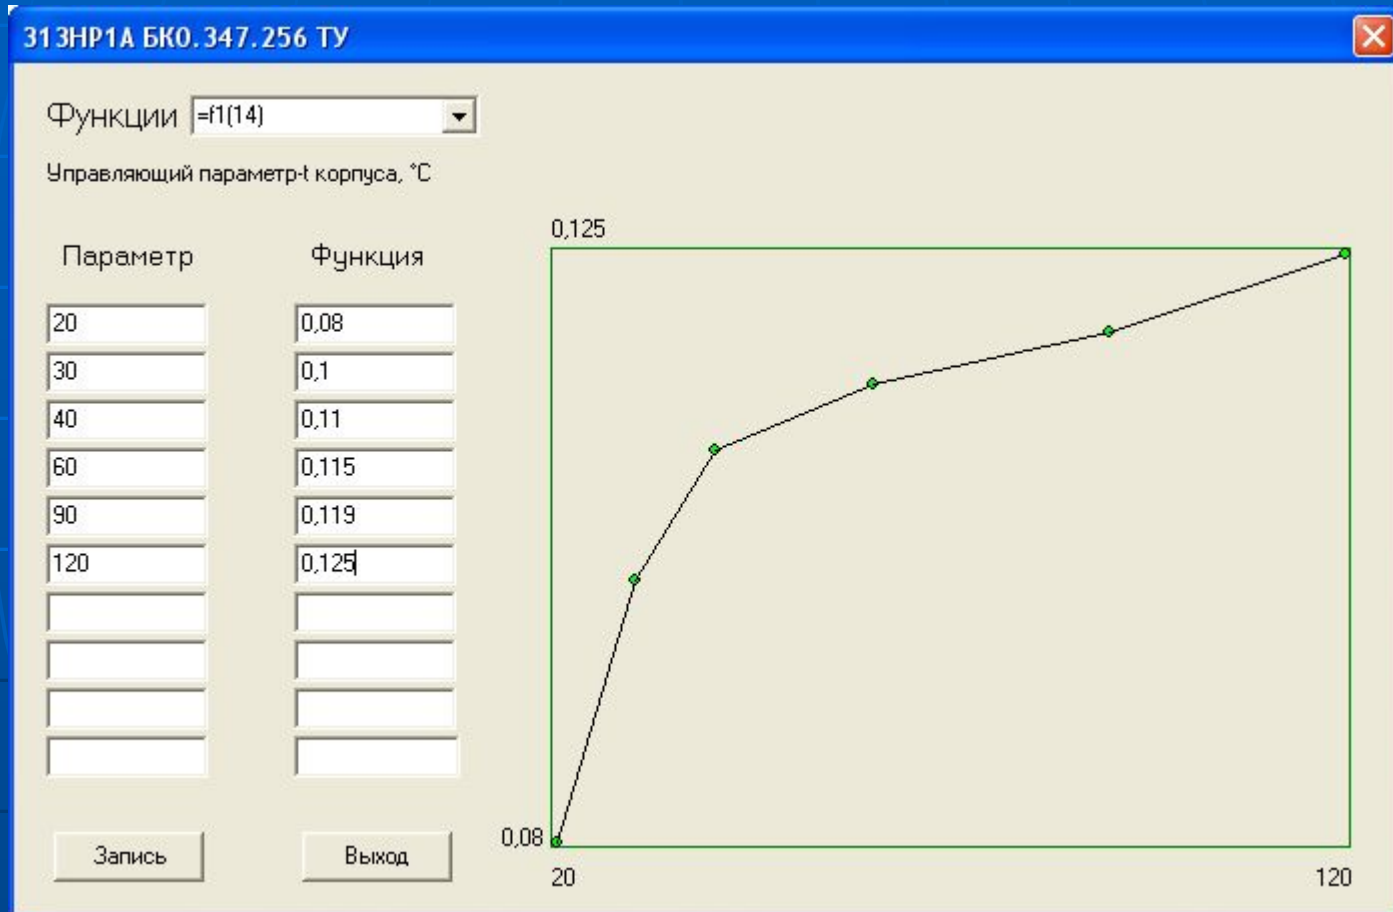 313НР1А БК0.347.256 ТУ
Функции =f1(14)
Управляющий параметр-t корпуса, °C
Параметр Функция
20 0,08
30 0,1
40 0,11
60 0,115
90 0,119
120 0,125
Запись Выход
0,125
0,08
20 120